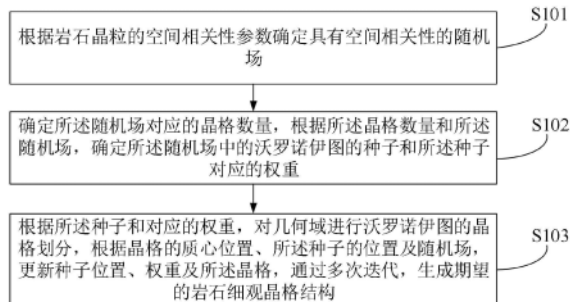 S101
根据岩石晶粒的空间相关性参数确定具有空间相关性的随机
场
S102
确定所述随机场对应的晶格数量，根据所述晶格数量和所述
随机场，确定所述随机场中的沃罗诺伊图的种子和所述种子
对应的权重
S103
根据所述种子和对应的权重，对几何域进行沃罗诺伊图的晶
格划分，根据晶格的质心位置、所述种子的位置及随机场，
更新种子位置、权重及所述晶格，通过多次迭代，生成期望
的岩石细观晶格结构